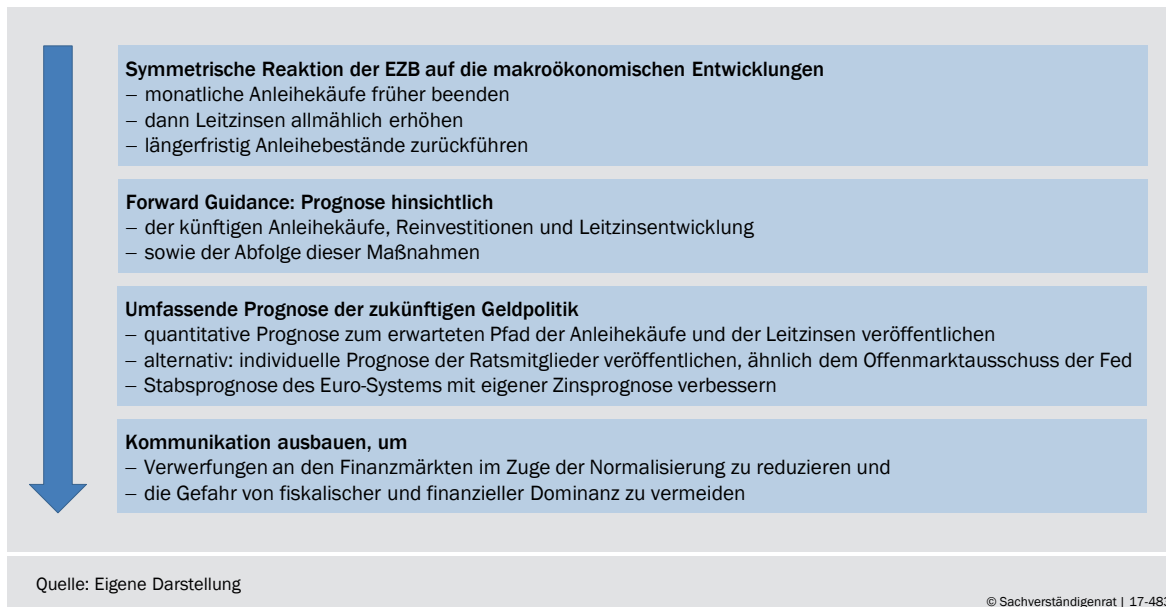 Symmetrische Reaktion der EZB auf die makroökonomischen Entwicklungen
– monatliche Anleihekäufe früher beenden
– dann Leitzinsen allmählich erhöhen
– längerfristig Anleihebestände zurückführen
Forward Guidance: Prognose hinsichtlich
– der künftigen Anleihekäufe, Reinvestitionen und Leitzinsentwicklung
– sowie der Abfolge dieser Maßnahmen
Umfassende Prognose der zukünftigen Geldpolitik
– quantitative Prognose zum erwarteten Pfad der Anleihekäufe und der Leitzinsen veröffentlichen
– alternativ: individuelle Prognose der Ratsmitglieder veröffentlichen, ähnlich dem Offenmarktausschuss der Fed
– Stabsprognose des Euro-Systems mit eigener Zinsprognose verbessern
Kommunikation ausbauen, um
– Verwerfungen an den Finanzmärkten im Zuge der Normalisierung zu reduzieren und
– die Gefahr von fiskalischer und finanzieller Dominanz zu vermeiden
Quelle: Eigene Darstellung
© Sachverständigenrat | 17-483